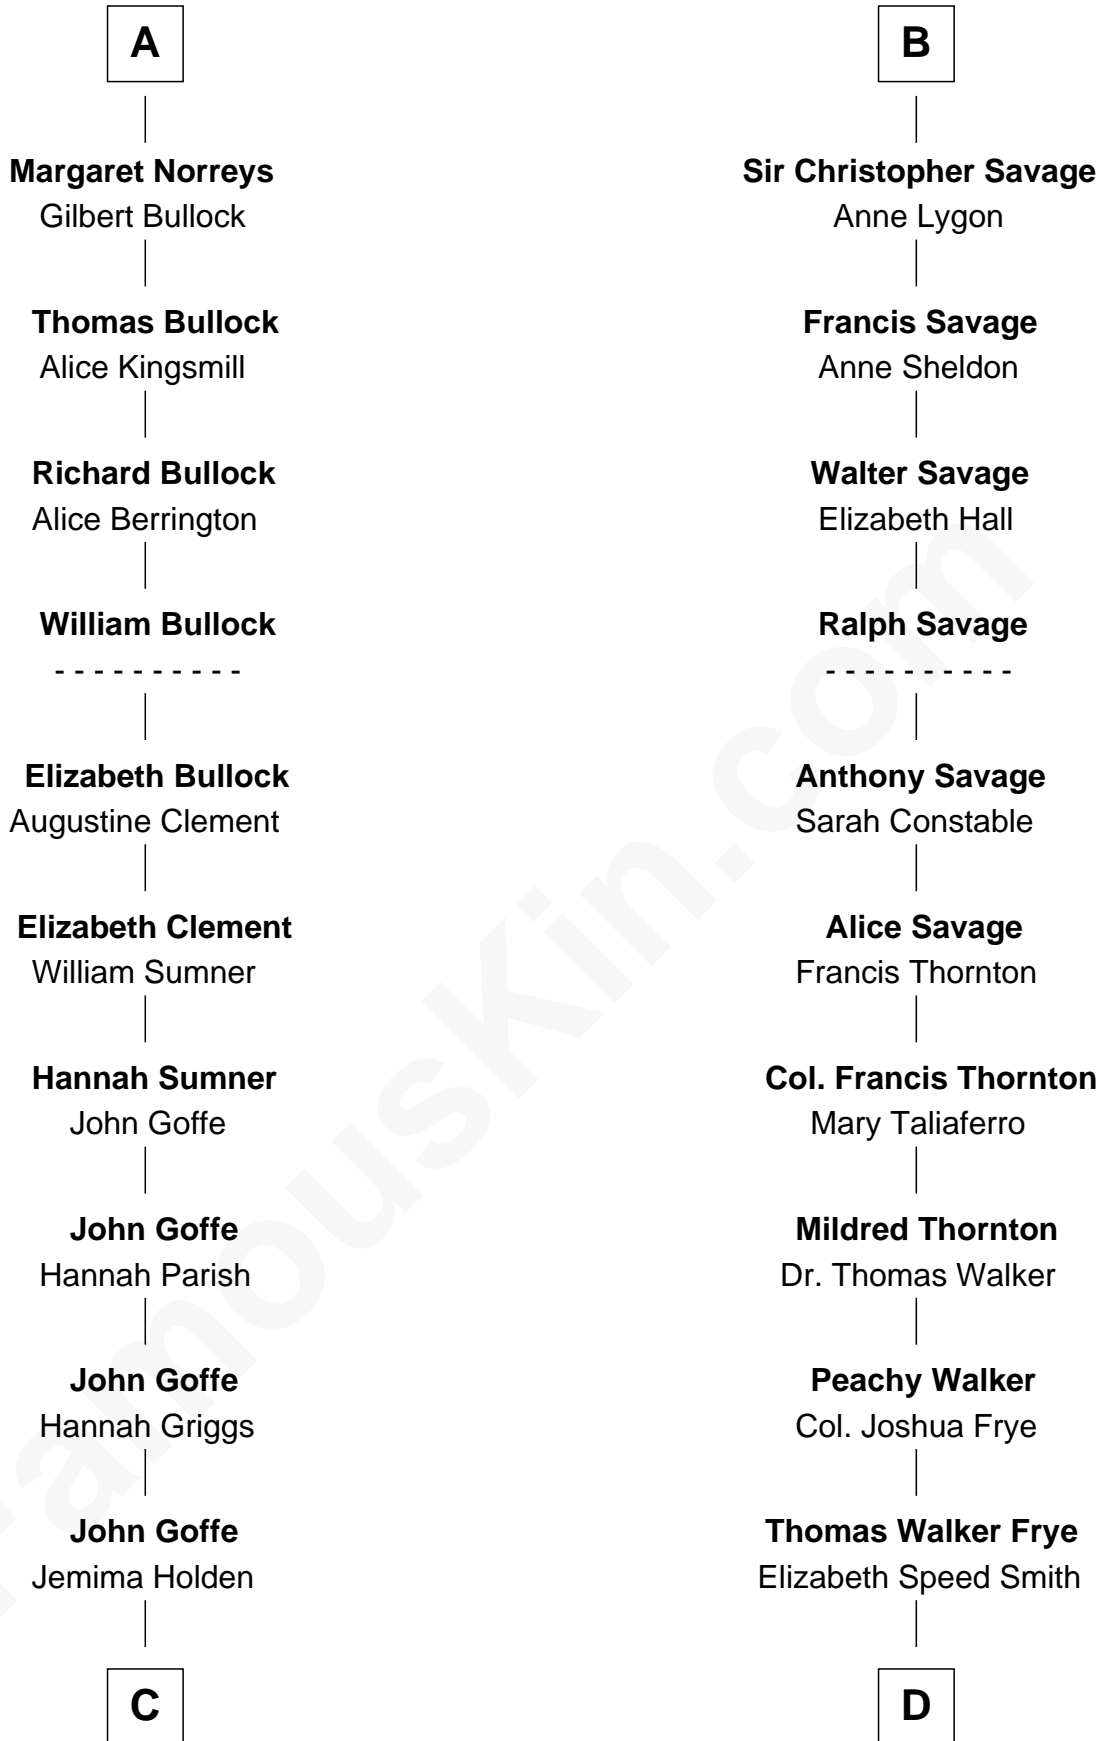 A
Margaret Norreys
Gilbert Bullock
Thomas Bullock
Alice Kingsmill
Richard Bullock
Alice Berrington
William Bullock
- - - - - - - - - -
Elizabeth Bullock
Augustine Clement
Elizabeth Clement
William Sumner
Hannah Sumner
John Goffe
John Goffe
Hannah Parish
John Goffe
Hannah Griggs
John Goffe
Jemima Holden
C
B
Sir Christopher Savage
Anne Lygon
Francis Savage
Anne Sheldon
Walter Savage
Elizabeth Hall
Ralph Savage
- - - - - - - - - -
Anthony Savage
Sarah Constable
Alice Savage
Francis Thornton
Col. Francis Thornton
Mary Taliaferro
Mildred Thornton
Dr. Thomas Walker
Peachy Walker
Col. Joshua Frye
Thomas Walker Frye
Elizabeth Speed Smith
D
FamousKin.com